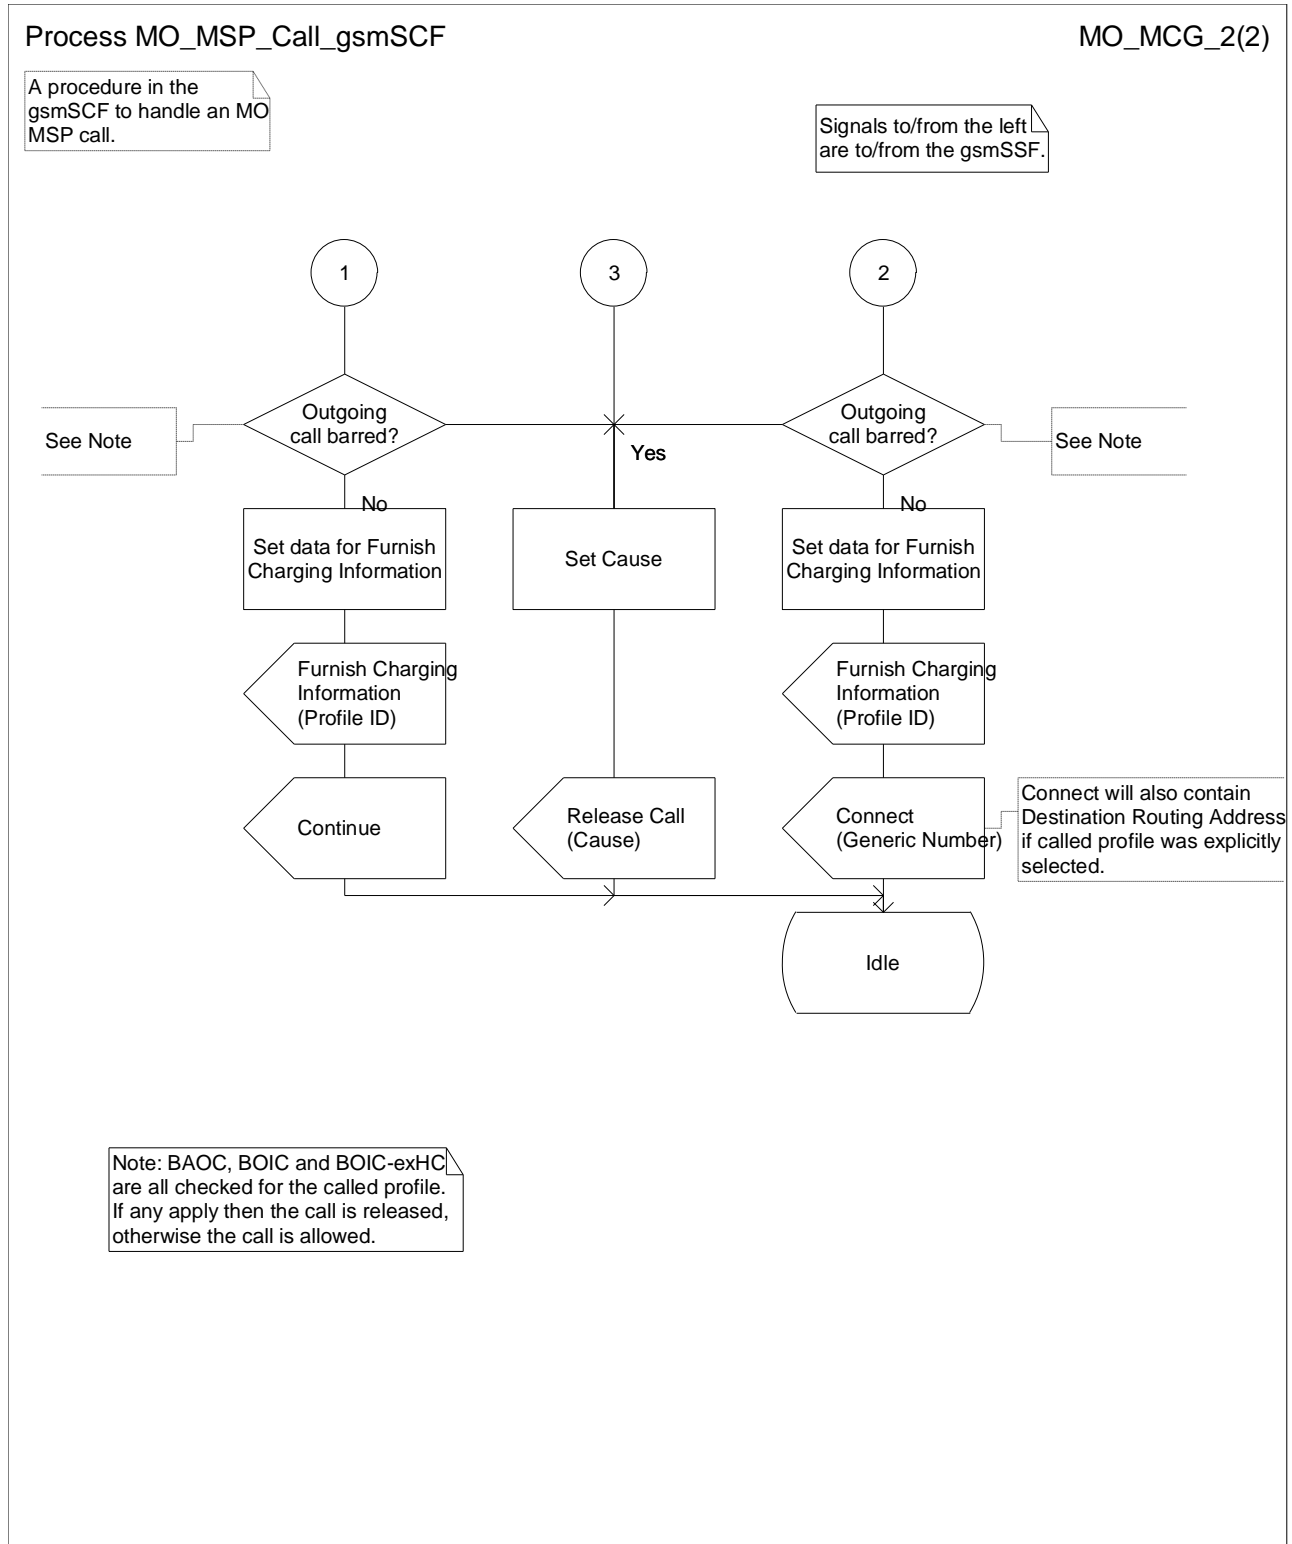 Process MO_MSP_Call_gsmSCF
MO_MCG_2(2)
A procedure in the
gsmSCF to handle an MO
MSP call.
Signals to/from the left
are to/from the gsmSSF.
1
3
2
Outgoing
call barred?
Outgoing
call barred?
See Note
See Note
Yes
No
No
Set data for Furnish
Charging Information
Set Cause
Set data for Furnish
Charging Information
Furnish Charging
Information
(Profile ID)
Furnish Charging
Information
(Profile ID)
Continue
Release Call
(Cause)
Connect
(Generic Number)
Connect will also contain
Destination Routing Address
if called profile was explicitly
selected.
Idle
Note: BAOC, BOIC and BOIC-exHC
are all checked for the called profile.
If any apply then the call is released,
otherwise the call is allowed.